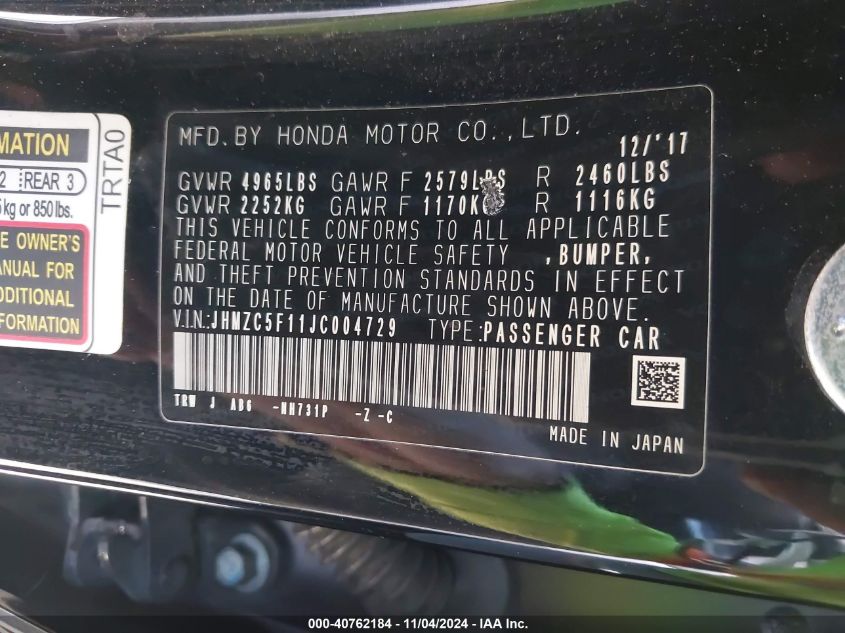 MATION
2 REAR 3
kg or 850 lbs.
E OWNER'S
ANUAL FOR
DDITIONAL
FORMATION
TRTA0
MFD. BY HONDA MOTOR CO., LTD.
12/'17
GVWR 4965LBS GAWR F 2579LBS R 2460LBS
GVWR 2252KG GAWR F 1170K R 1116KG
THIS VEHICLE CONFORMS TO ALL APPLICABLE
FEDERAL MOTOR VEHICLE SAFETY , BUMPER,
AND THEFT PREVENTION STANDARDS IN EFFECT
ON THE DATE OF MANUFACTURE SHOWN ABOVE.
V.I.N.:JHMZC5F11JC004729 TYPE:PASSENGER CAR
TRW J AB6 -NH731P -Z -C
MADE IN JAPAN
000-40762184 - 11/04/2024 - IAA Inc.